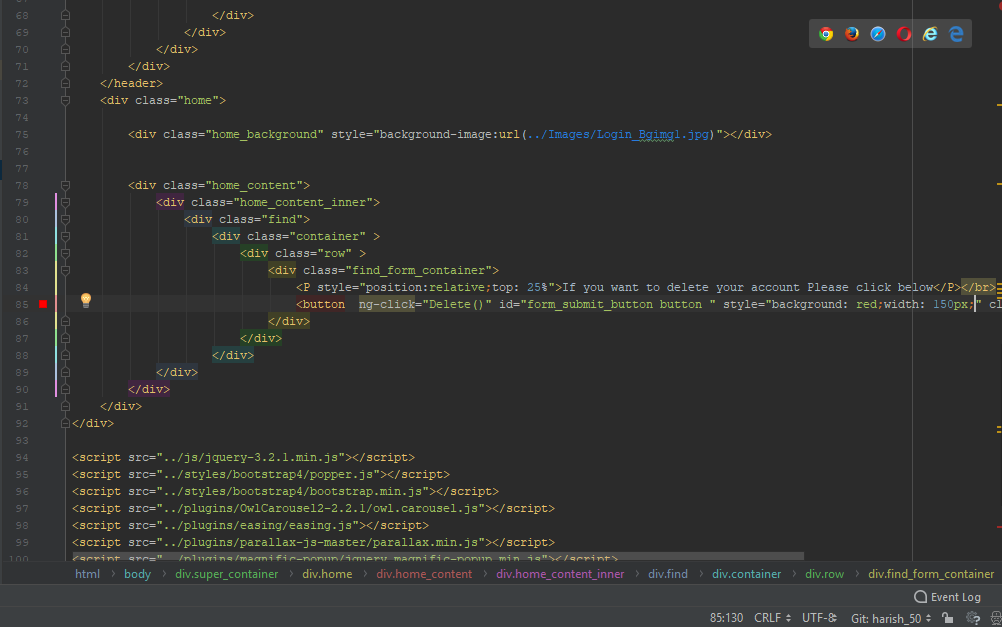 68 </div>
69 </div>
70 </div>
71 </div>
72 </header>
73 <div class="home">
74
75 <div class="home_background" style="background-image:url(../Images/Login_Bgimg1.jpg)"></div>
76
77
78 <div class="home_content">
79 <div class="home_content_inner">
80 <div class="find">
81 <div class="container" >
82 <div class="row" >
83 <div class="find_form_container">
84 <P style="position:relative;top: 25%">If you want to delete your account Please click below</P></br>
85 <button ng-click="Delete()" id="form_submit_button button " style="background: red;width: 150px;" cl
86 </div>
87 </div>
88 </div>
89 </div>
90 </div>
91 </div>
92 </div>
93
94 <script src="../js/jquery-3.2.1.min.js"></script>
95 <script src="../styles/bootstrap4/popper.js"></script>
96 <script src="../styles/bootstrap4/bootstrap.min.js"></script>
97 <script src="../plugins/OwlCarousel2-2.2.1/owl.carousel.js"></script>
98 <script src="../plugins/easing/easing.js"></script>
99 <script src="../plugins/parallax-js-master/parallax.min.js"></script>
100 <script src="../plugins/magnific-popup/jquery.magnific-popup.min.js"></script>
html body div.super_container div.home div.home_content div.home_content_inner div.find div.container div.row div.find_form_container
Event Log
85:130 CRLF UTF-8 Git: harish_50